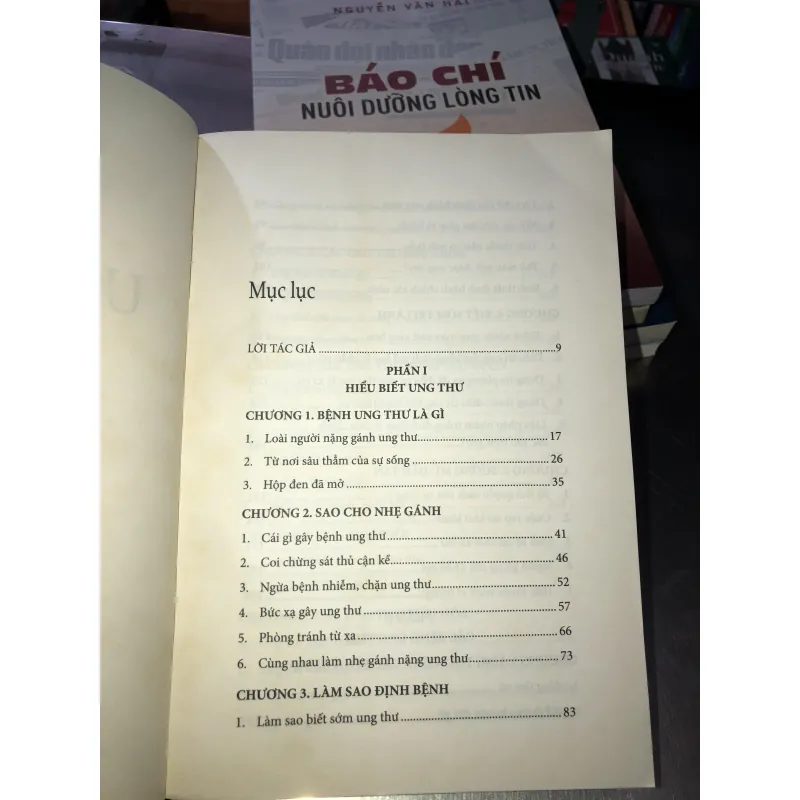 NGUYỄN VĂN HẢI
Quân đội nhân d
BÁO CHÍ
NUÔI DƯỠNG LÒNG TIN
Mục lục
LỜI TÁC GIẢ ........ 9
PHẦN I
HIỂU BIẾT UNG THƯ
CHƯƠNG 1. BỆNH UNG THƯ LÀ GÌ
1. Loài người nặng gánh ung thư ........ 17
2. Từ nơi sâu thẳm của sự sống ........ 26
3. Hộp đen đã mở ........ 35
CHƯƠNG 2. SAO CHO NHẸ GÁNH
1. Cái gì gây bệnh ung thư ........ 41
2. Coi chừng sát thủ cận kề ........ 46
3. Ngừa bệnh nhiễm, chặn ung thư ........ 52
4. Bức xạ gây ung thư ........ 57
5. Phòng tránh từ xa ........ 66
6. Cùng nhau làm nhẹ gánh nặng ung thư ........ 73
CHƯƠNG 3. LÀM SAO ĐỊNH BỆNH
1. Làm sao biết sớm ung thư ........ 83